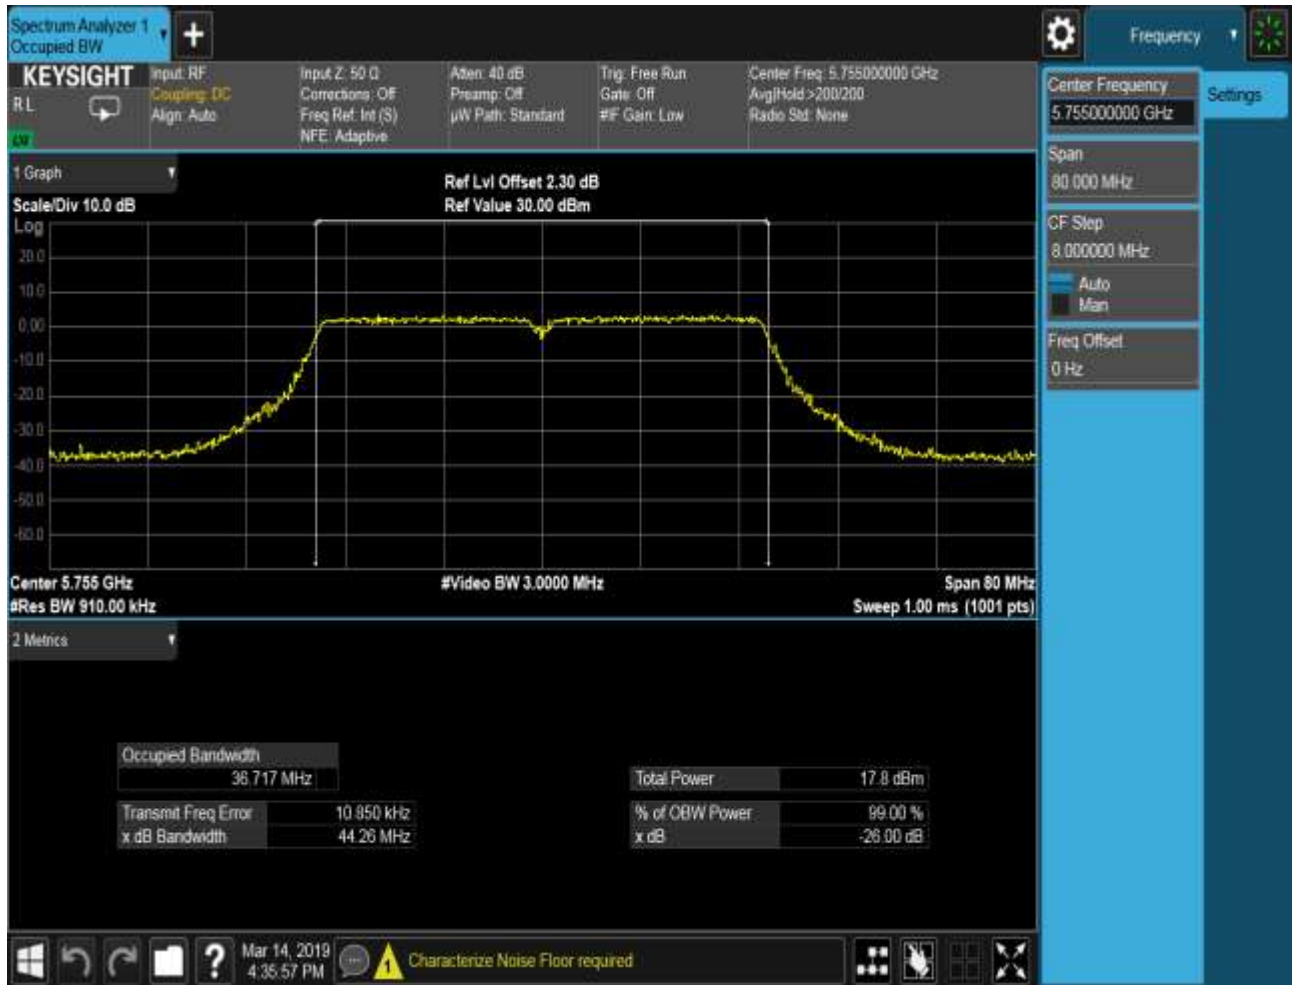 Spectrum Analyzer 1
Occupied BW
Frequency
KEYSIGHT
R L
Input: RF
Coupling: DC
Align: Auto
Input Z: 50 Ω
Corrections: Off
Freq Ref: Int (S)
NFE: Adaptive
Atten: 40 dB
Preamp: Off
µW Path: Standard
Trig: Free Run
Gate: Off
#IF Gain: Low
Center Freq: 5.755000000 GHz
Avg|Hold:>200/200
Radio Std: None
Center Frequency
5.755000000 GHz
Settings
Span
80.000 MHz
CF Step
8.000000 MHz
Auto
Man
Freq Offset
0 Hz
1 Graph
Scale/Div 10.0 dB
Ref Lvl Offset 2.30 dB
Ref Value 30.00 dBm
Log
20.0
10.0
0.00
-10.0
-20.0
-30.0
-40.0
-50.0
-60.0
Center 5.755 GHz
#Video BW 3.0000 MHz
Span 80 MHz
#Res BW 910.00 kHz
Sweep 1.00 ms (1001 pts)
2 Metrics
Occupied Bandwidth
36.717 MHz
Total Power 17.8 dBm
Transmit Freq Error 10.850 kHz
% of OBW Power 99.00 %
x dB Bandwidth 44.26 MHz
x dB -26.00 dB
?
Mar 14, 2019
4:35:57 PM
1
Characterize Noise Floor required